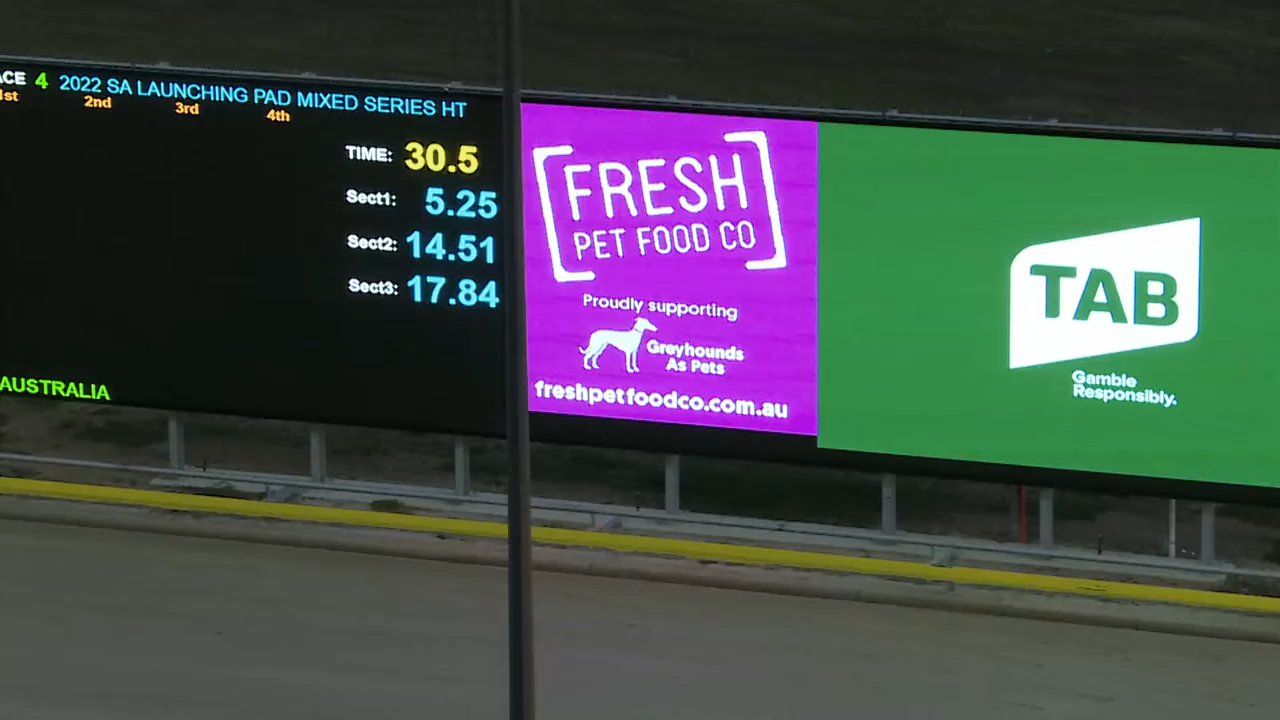 ACE 4 2022 SA LAUNCHING PAD MIXED SERIES HT
1st 2nd 3rd 4th
TIME: 30.5
Sect1: 5.25
Sect2: 14.51
Sect3: 17.84
AUSTRALIA
FRESH
PET FOOD CO
Proudly supporting
Greyhounds
As Pets
freshpetfoodco.com.au
TAB
Gamble
Responsibly.